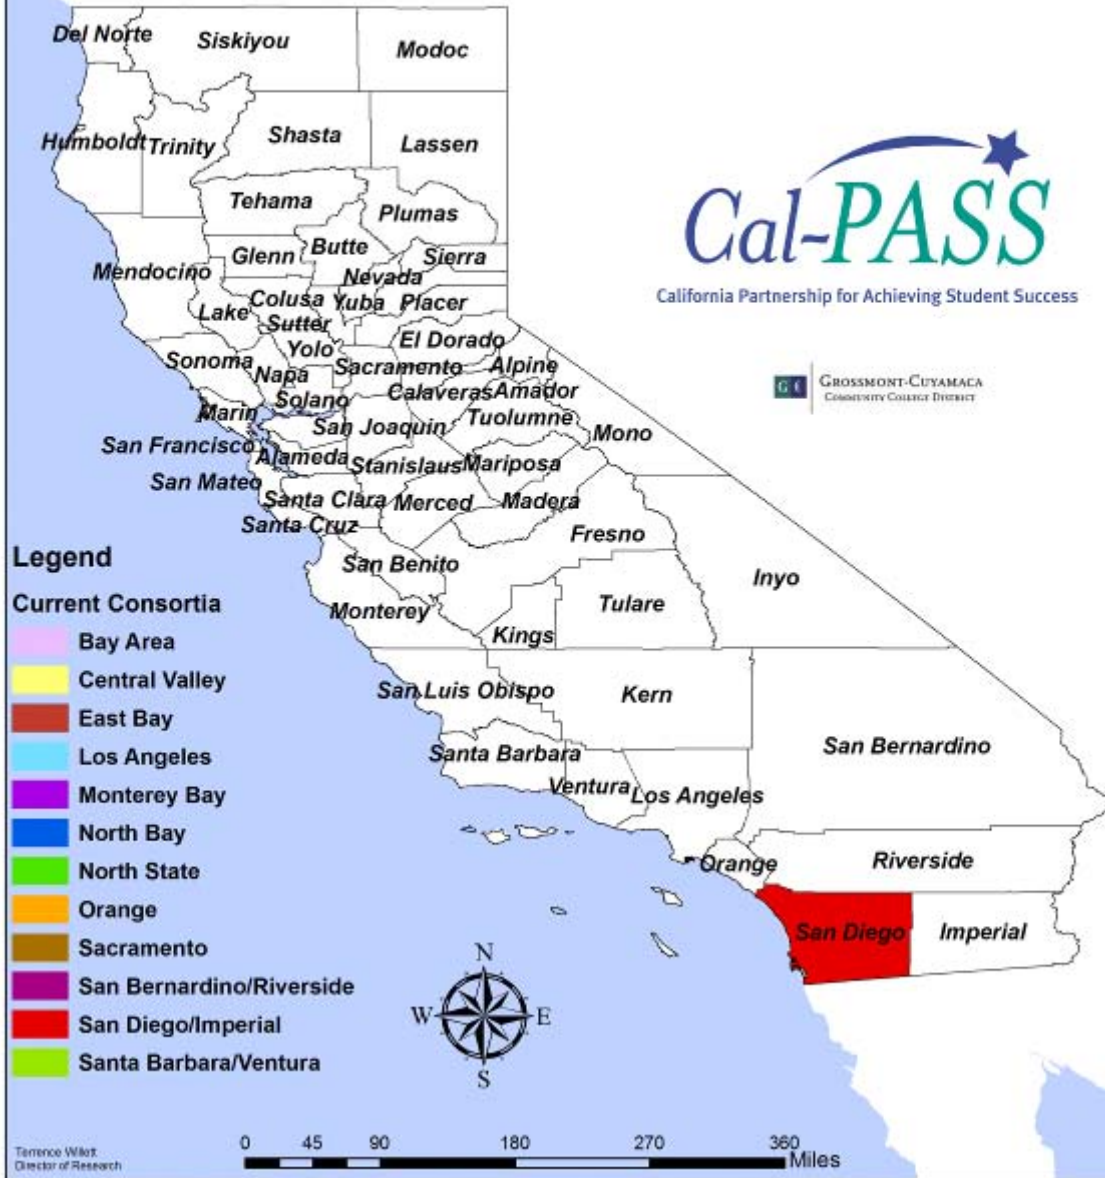 Del Norte
Siskiyou
Modoc
Humboldt
Trinity
Shasta
Lassen
Tehama
Plumas
Glenn
Butte
Sierra
Mendocino
Nevada
Lake
Colusa
Yuba
Placer
Sutter
El Dorado
Yolo
Sonoma
Napa
Sacramento
Alpine
Solano
Calaveras
Amador
Marin
San Joaquin
Tuolumne
Mono
San Francisco
Alameda
Stanislaus
Mariposa
San Mateo
Santa Clara
Merced
Madera
Santa Cruz
Fresno
San Benito
Inyo
Monterey
Tulare
Kings
San Luis Obispo
Kern
Santa Barbara
San Bernardino
Ventura
Los Angeles
Orange
Riverside
San Diego
Imperial
Cal-PASS
California Partnership for Achieving Student Success
GC
GROSSMONT-CUYAMACA
COMMUNITY COLLEGE DISTRICT
Legend
Current Consortia
Bay Area
Central Valley
East Bay
Los Angeles
Monterey Bay
North Bay
North State
Orange
Sacramento
San Bernardino/Riverside
San Diego/Imperial
Santa Barbara/Ventura
N
W
E
S
0 45 90 180 270 360
Miles
Terrence Willett
Director of Research